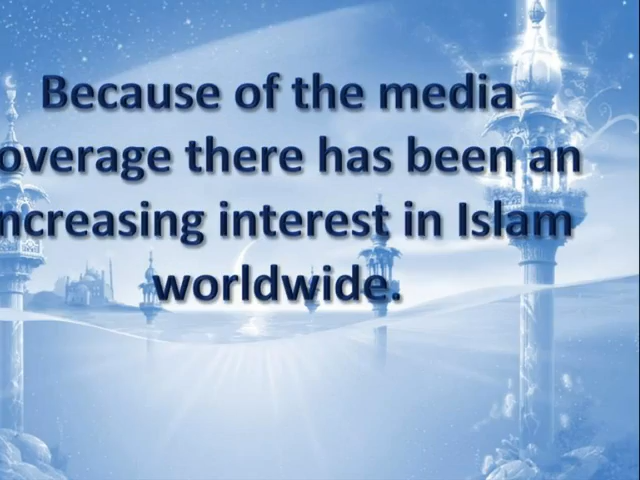 Because of the media
overage there has been an
ncreasing interest in Islam
worldwide.